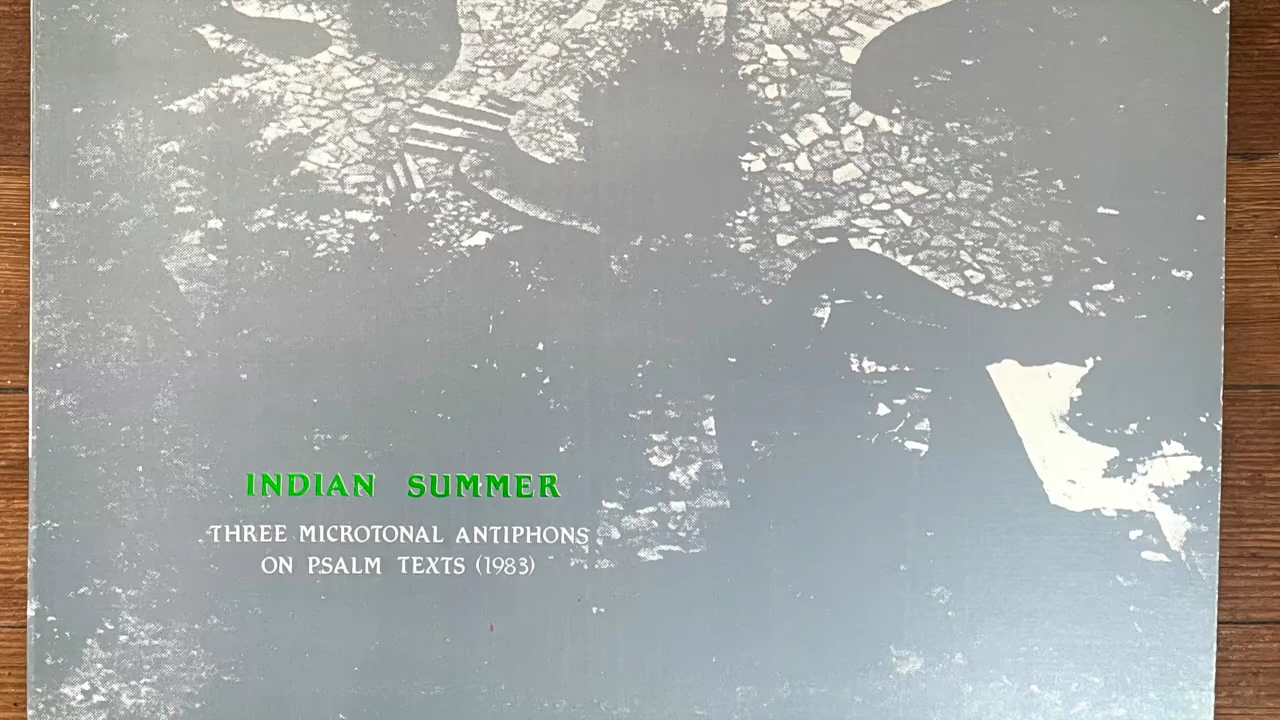 INDIAN SUMMER
THREE MICROTONAL ANTIPHONS
ON PSALM TEXTS (1983)